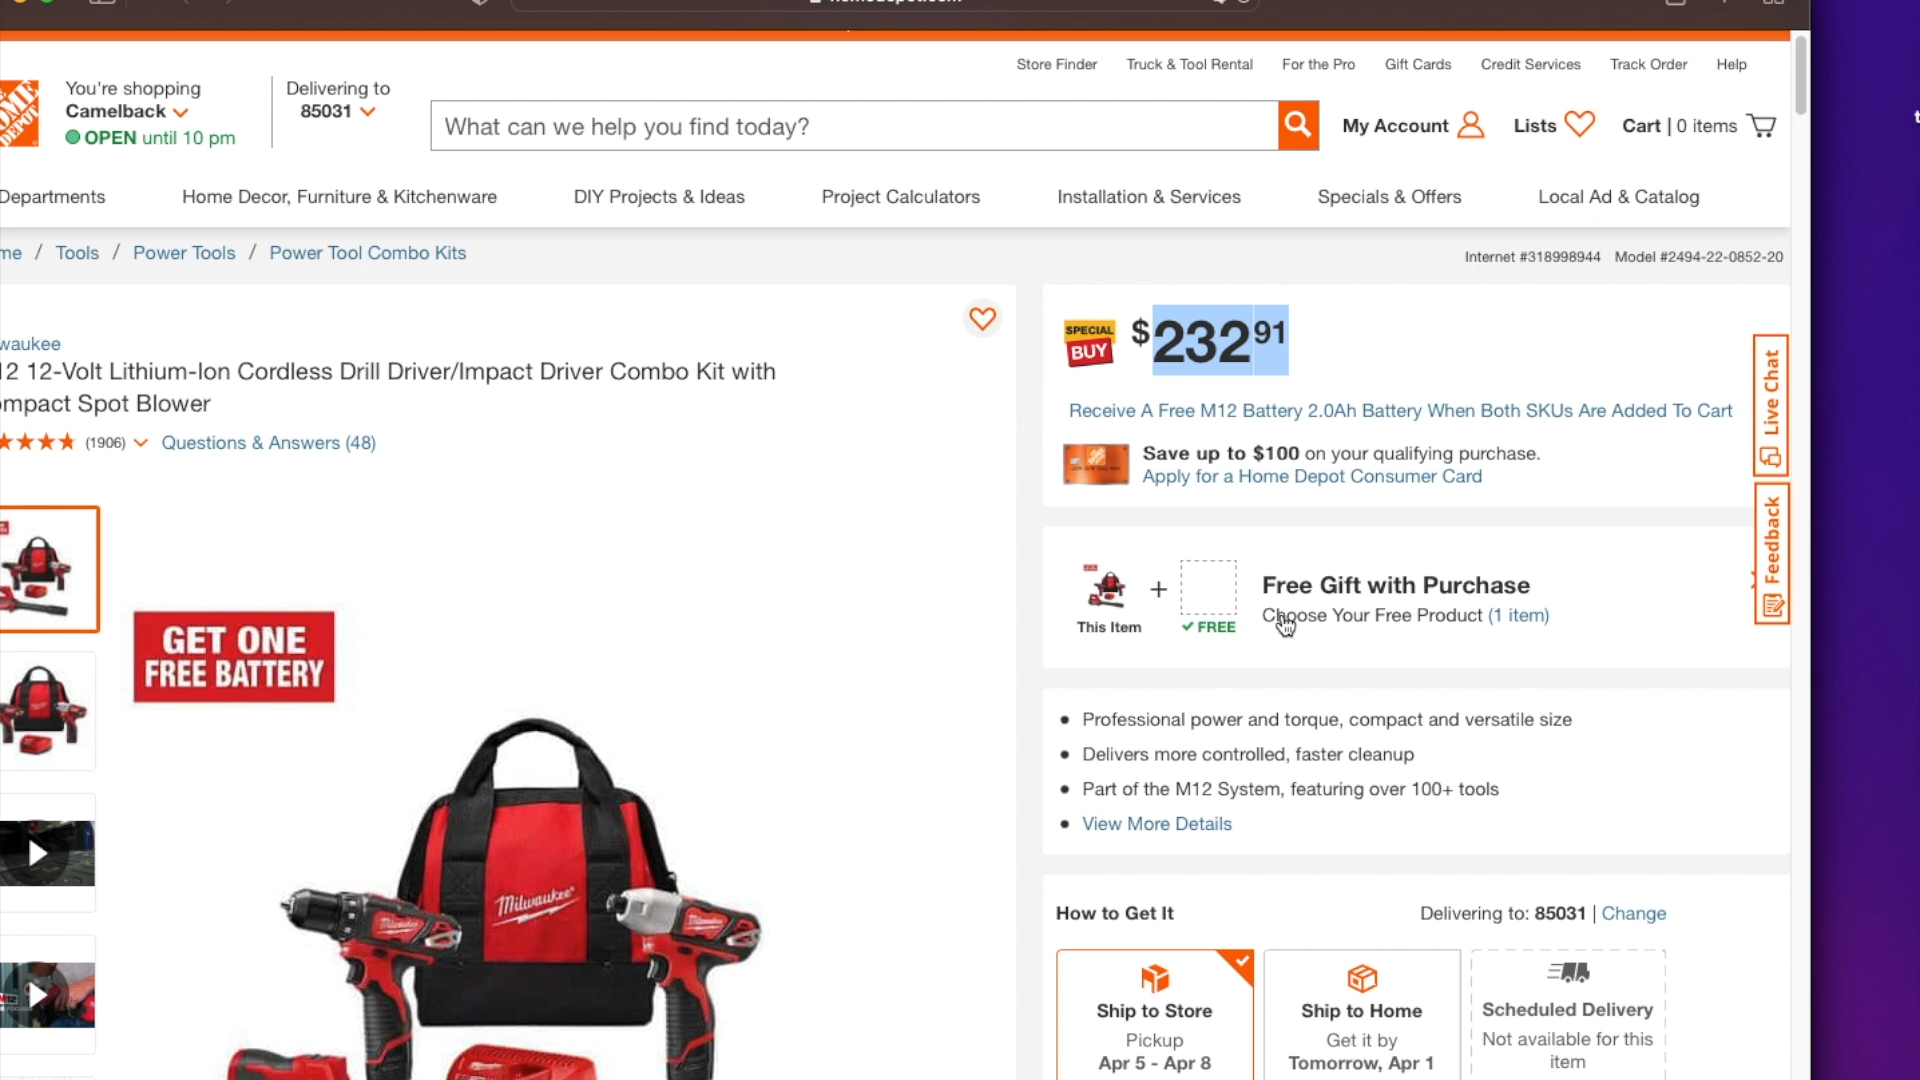 Store Finder Truck & Tool Rental For the Pro Gift Cards Credit Services Track Order Help
You're shopping
Camelback
OPEN until 10 pm
Delivering to
85031
What can we help you find today?
My Account
Lists
Cart | 0 items
Departments Home Decor, Furniture & Kitchenware DIY Projects & Ideas Project Calculators Installation & Services Specials & Offers Local Ad & Catalog
me / Tools / Power Tools / Power Tool Combo Kits
Internet #318998944 Model #2494-22-0852-20
waukee
12 12-Volt Lithium-Ion Cordless Drill Driver/Impact Driver Combo Kit with
ompact Spot Blower
(1906) Questions & Answers (48)
GET ONE
FREE BATTERY
Milwaukee
SPECIAL
BUY
$232 91
Receive A Free M12 Battery 2.0Ah Battery When Both SKUs Are Added To Cart
Save up to $100 on your qualifying purchase.
Apply for a Home Depot Consumer Card
Live Chat
Feedback
This Item
+
FREE
Free Gift with Purchase
Choose Your Free Product (1 item)
Professional power and torque, compact and versatile size
Delivers more controlled, faster cleanup
Part of the M12 System, featuring over 100+ tools
View More Details
How to Get It
Delivering to: 85031 | Change
Ship to Store
Pickup
Apr 5 - Apr 8
Ship to Home
Get it by
Tomorrow, Apr 1
Scheduled Delivery
Not available for this
item